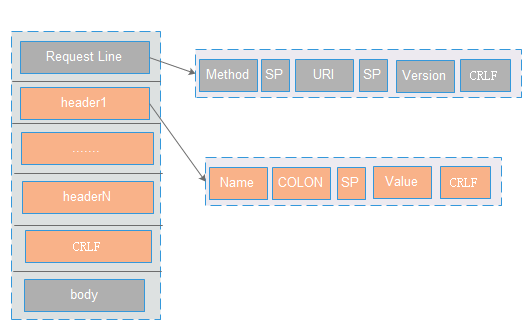 Request Line
header1
.......
headerN
CRLF
body
Method SP URI SP Version CRLF
Name COLON SP Value CRLF